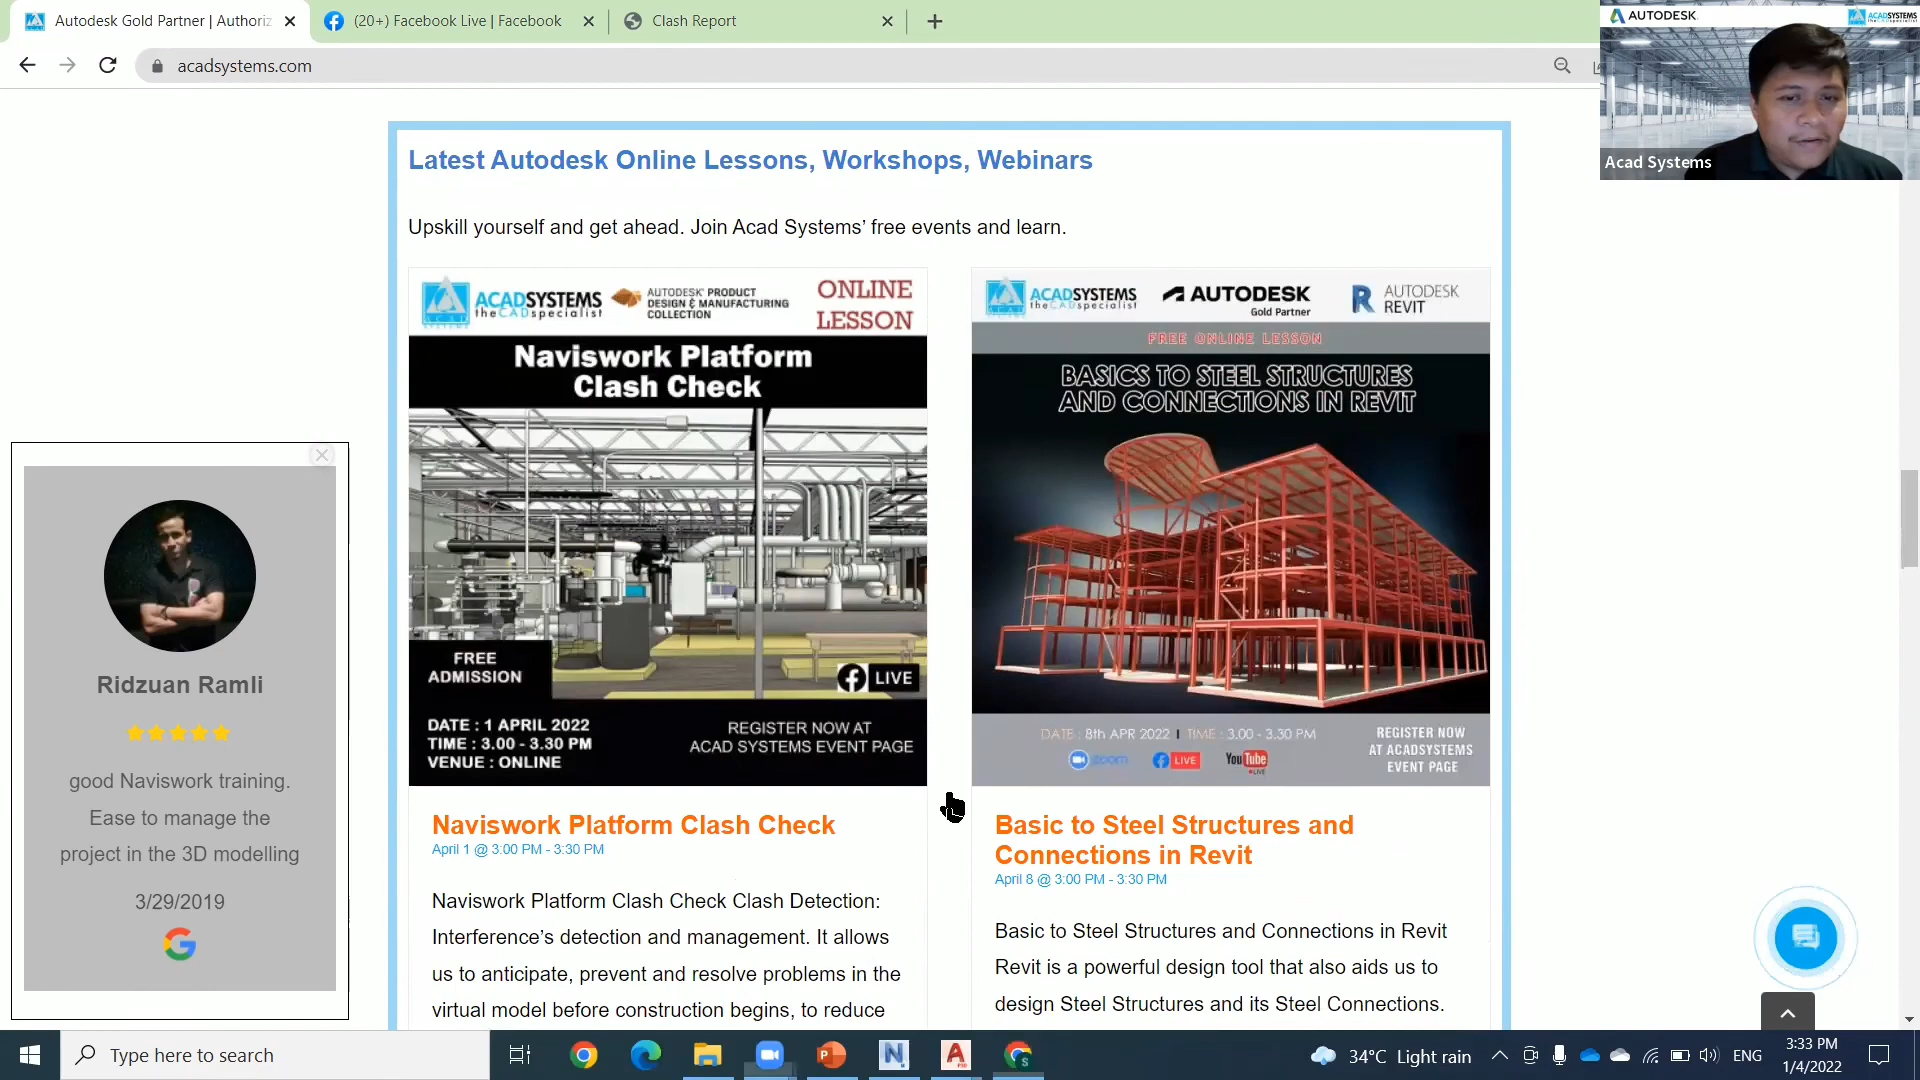 Autodesk Gold Partner | Authoriz
(20+) Facebook Live | Facebook
Clash Report
acadsystems.com
AUTODESK
ACADSYSTEMS
theCADspecialist
Acad Systems
Latest Autodesk Online Lessons, Workshops, Webinars
Upskill yourself and get ahead. Join Acad Systems’ free events and learn.
ACADSYSTEMS
theCADspecialist
AUTODESK® PRODUCT
DESIGN & MANUFACTURING
COLLECTION
ONLINE
LESSON
Naviswork Platform
Clash Check
FREE
ADMISSION
LIVE
DATE : 1 APRIL 2022
TIME : 3.00 - 3.30 PM
VENUE : ONLINE
REGISTER NOW AT
ACAD SYSTEMS EVENT PAGE
ACADSYSTEMS
theCADspecialist
AUTODESK
Gold Partner
R
AUTODESK
REVIT
FREE ONLINE LESSON
BASICS TO STEEL STRUCTURES
AND CONNECTIONS IN REVIT
DATE : 8th APR 2022 I TIME : 3.00 - 3.30 PM
zoom
LIVE
YouTube
LIVE
REGISTER NOW
AT ACADSYSTEMS
EVENT PAGE
Naviswork Platform Clash Check
April 1 @ 3:00 PM - 3:30 PM
Naviswork Platform Clash Check Clash Detection:
Interference’s detection and management. It allows
us to anticipate, prevent and resolve problems in the
virtual model before construction begins, to reduce
Basic to Steel Structures and
Connections in Revit
April 8 @ 3:00 PM - 3:30 PM
Basic to Steel Structures and Connections in Revit
Revit is a powerful design tool that also aids us to
design Steel Structures and its Steel Connections.
Ridzuan Ramli
good Naviswork training.
Ease to manage the
project in the 3D modelling
3/29/2019
Type here to search
34°C Light rain
ENG
3:33 PM
1/4/2022